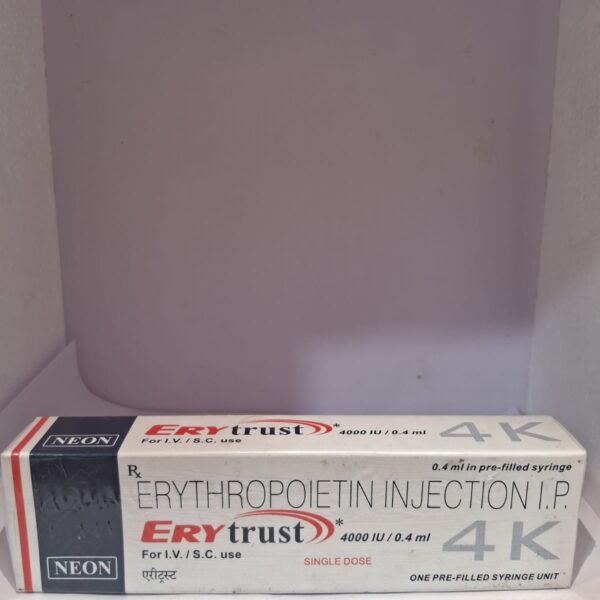 NEON
ERYtrust* 4000 IU / 0.4 ml 4K
For I.V. / S.C. use
0.4 ml in pre-filled syringe
Rx
ERYTHROPOIETIN INJECTION I.P.
ERYtrust* 4000 IU / 0.4 ml 4K
For I.V. / S.C. use
SINGLE DOSE
NEON
एरीट्रस्ट
ONE PRE-FILLED SYRINGE UNIT